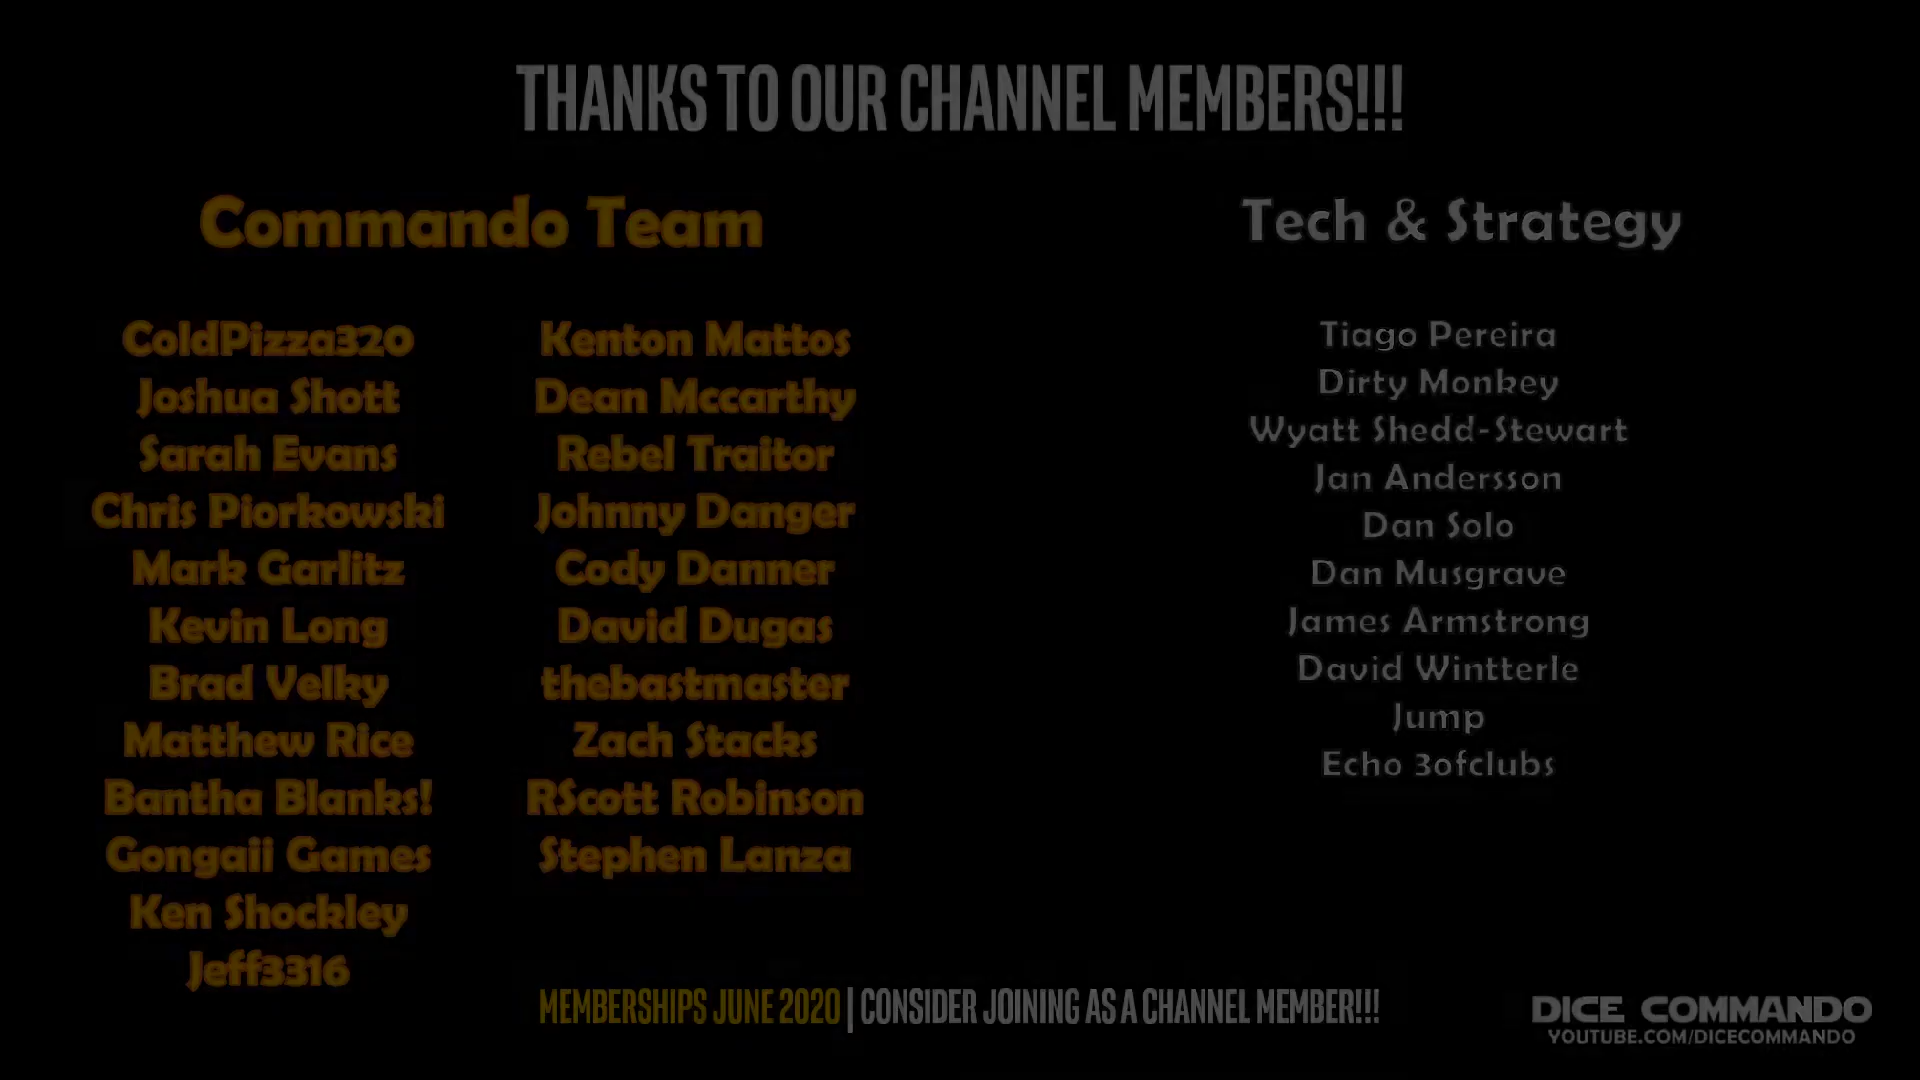 THANKS TO OUR CHANNEL MEMBERS!!!
Commando Team
ColdPizza320
Joshua Shott
Sarah Evans
Chris Piorkowski
Mark Garlitz
Kevin Long
Brad Velky
Matthew Rice
Bantha Blanks!
Gongaii Games
Ken Shockley
Jeff3316
Kenton Mattos
Dean Mccarthy
Rebel Traitor
Johnny Danger
Cody Danner
David Dugas
thebastmaster
Zach Stacks
RScott Robinson
Stephen Lanza
Tech & Strategy
Tiago Pereira
Dirty Monkey
Wyatt Shedd-Stewart
Jan Andersson
Dan Solo
Dan Musgrave
James Armstrong
David Wintterle
Jump
Echo 3ofclubs
MEMBERSHIPS JUNE 2020 | CONSIDER JOINING AS A CHANNEL MEMBER!!!
DICE COMMANDO
YOUTUBE.COM/DICECOMMANDO